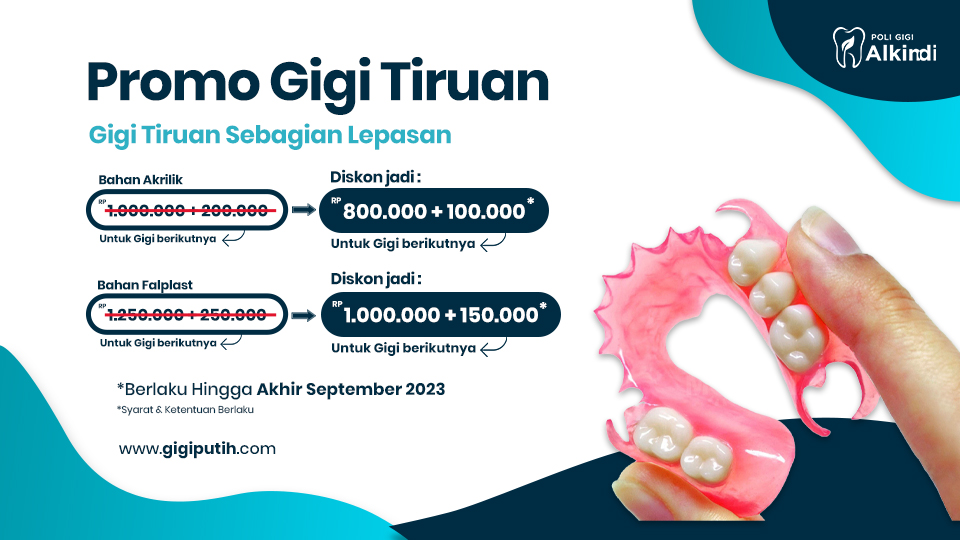 POLI GIGI
Alkindi
Promo Gigi Tiruan
Gigi Tiruan Sebagian Lepasan
Bahan Akrilik
RP 1.000.000 + 200.000
Untuk Gigi berikutnya
Diskon jadi :
RP 800.000 + 100.000*
Untuk Gigi berikutnya
Bahan Falplast
RP 1.250.000 + 250.000
Untuk Gigi berikutnya
Diskon jadi :
RP 1.000.000 + 150.000*
Untuk Gigi berikutnya
*Berlaku Hingga Akhir September 2023
*Syarat & Ketentuan Berlaku
www.gigiputih.com